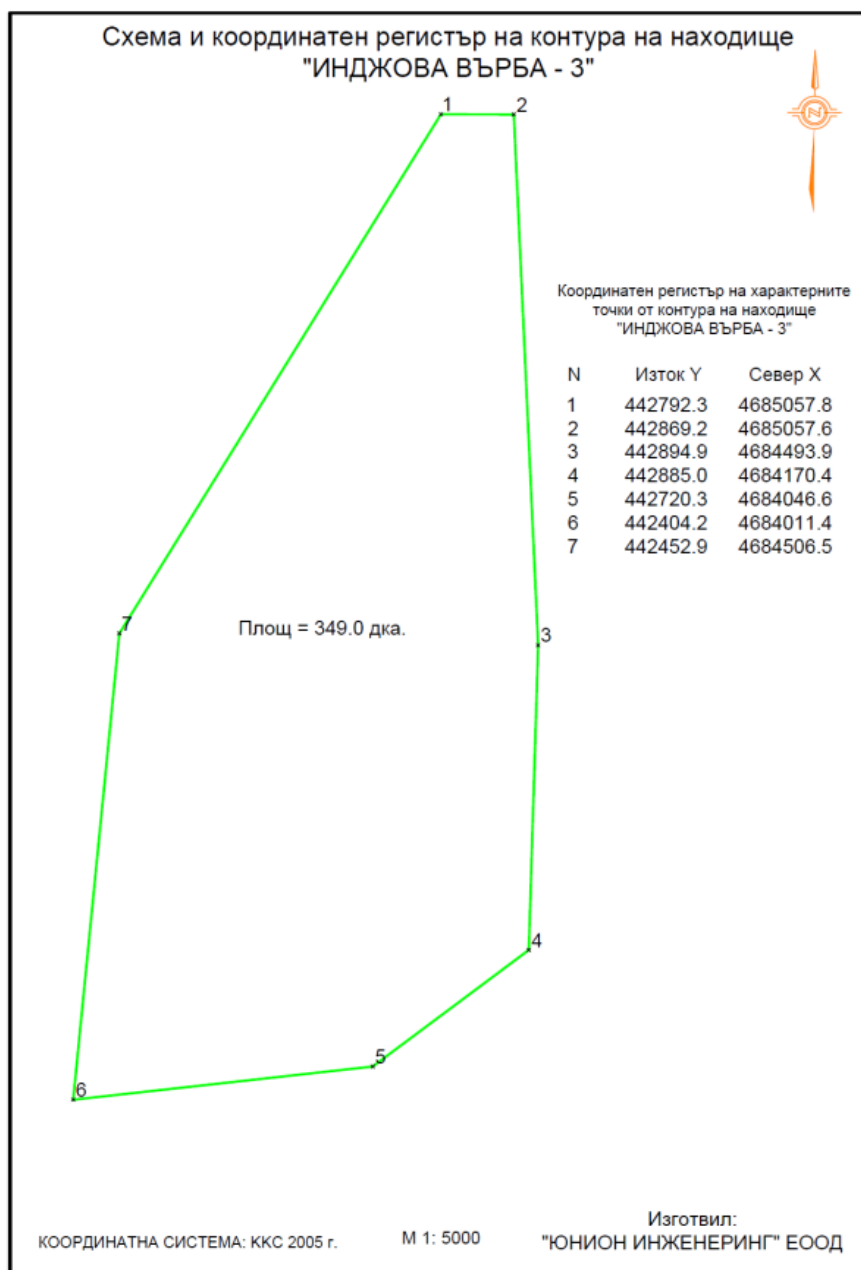 Схема и координатен регистър на контура на находище
"ИНДЖОВА ВЪРБА - 3"
1 2
N
Координатен регистър на характерните
точки от контура на находище
"ИНДЖОВА ВЪРБА - 3"
N Изток Y Север X
1 442792.3 4685057.8
2 442869.2 4685057.6
3 442894.9 4684493.9
4 442885.0 4684170.4
5 442720.3 4684046.6
6 442404.2 4684011.4
7 442452.9 4684506.5
7
Площ = 349.0 дка.
3
4
5
6
КООРДИНАТНА СИСТЕМА: ККС 2005 г.
М 1: 5000
Изготвил:
"ЮНИОН ИНЖЕНЕРИНГ" ЕООД